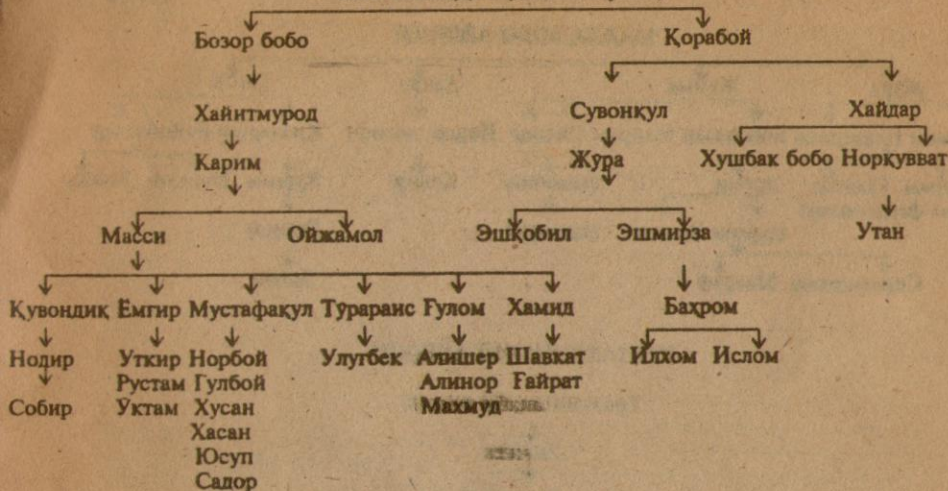 Бозор бобо Қорабой
Хайитмурод Сувонқул Хайдар
Карим Жўра Хушбак бобо Норқувват
Масси Ойжамол Эшқобил Эшмирза Утан
Қувондиқ Ёмгир Мустафақул Тўрараис Ғулом Хамид Баҳром
Нодир Уткир Норбой Улугбек Алишер Шавкат Илхом Ислом
Рустам Гулбой Алинор Ғайрат
Собир Уктам Хусан Махмуд
Хасан
Юсуп
Садор